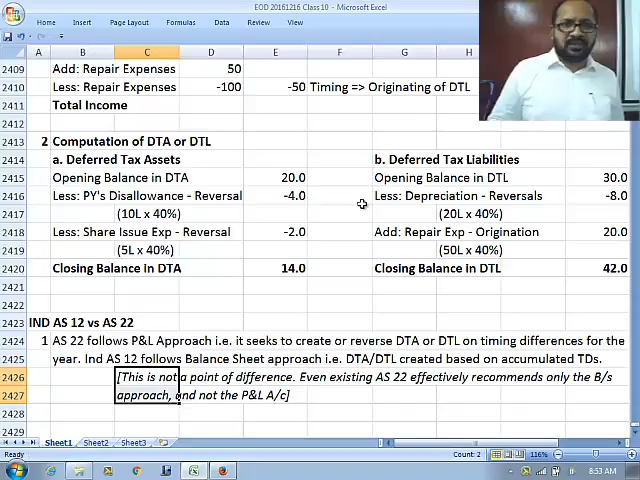 EOD 20161216 Class 10 - Microsoft Excel
Home Insert Page Layout Formulas Data Review View
A B C D E F G H
2409 Add: Repair Expenses 50
2410 Less: Repair Expenses -100 -50 Timing => Originating of DTL
2411 Total Income
2412
2413 2 Computation of DTA or DTL
2414 a. Deferred Tax Assets b. Deferred Tax Liabilities
2415 Opening Balance in DTA 20.0 Opening Balance in DTL 30.0
2416 Less: PY's Disallowance - Reversal -4.0 Less: Depreciation - Reversals -8.0
2417 (10L x 40%) (20L x 40%)
2418 Less: Share Issue Exp - Reversal -2.0 Add: Repair Exp - Origination 20.0
2419 (5L x 40%) (50L x 40%)
2420 Closing Balance in DTA 14.0 Closing Balance in DTL 42.0
2421
2422
2423 IND AS 12 vs AS 22
2424 1 AS 22 follows P&L Approach i.e. it seeks to create or reverse DTA or DTL on timing differences for the
2425 year. Ind AS 12 follows Balance Sheet approach i.e. DTA/DTL created based on accumulated TDs.
2426 [This is not a point of difference. Even existing AS 22 effectively recommends only the B/s
2427 approach, and not the P&L A/c]
2428
2429
Sheet1 Sheet2 Sheet3
Ready Count: 2 116%
8:53 AM